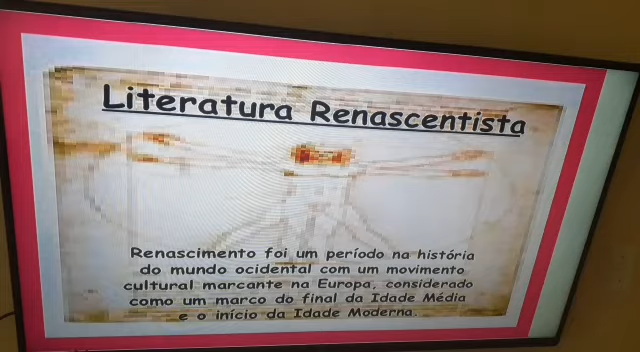 Literatura Renascentista
Renascimento foi um período na história
do mundo ocidental com um movimento
cultural marcante na Europa, considerado
como um marco do final da Idade Média
e o início da Idade Moderna.